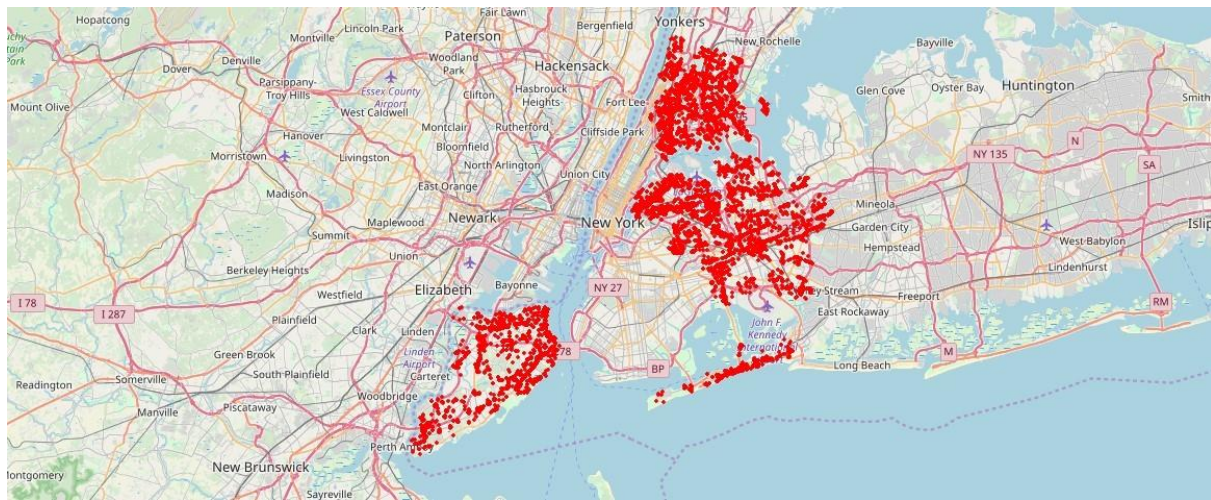 Hopatcong
Montville
Lincoln Park
Fair Lawn
Paterson
Bergenfield
Yonkers
New Rochelle
Bayville
Dover
Denville
Parsippany-
Troy Hills
Woodland
Park
Hackensack
Glen Cove
Oyster Bay
Huntington
Essex County
Airport
West Caldwell
Clifton
Hasbrouck
Heights
Fort Lee
Mount Olive
Hanover
Montclair
Rutherford
Cliffside Park
Bloomfield
Morristown
Livingston
North Arlington
Union City
NY 135
N
SA
Madison
East Orange
Mineola
Summit
Maplewood
Newark
New York
Garden City
Hempstead
West Babylon
Islip
Berkeley Heights
Union
Lindenhurst
I 78
I 287
Westfield
Elizabeth
Bayonne
NY 27
Freeport
RM
Plainfield
Clark
Linden
East Rockaway
John F.
Kennedy
International
Green Brook
Linden
Airport
78
BP
M
Long Beach
Readington
Somerville
South Plainfield
Carteret
Woodbridge
Manville
Piscataway
New Brunswick
Sayreville
Montgomery